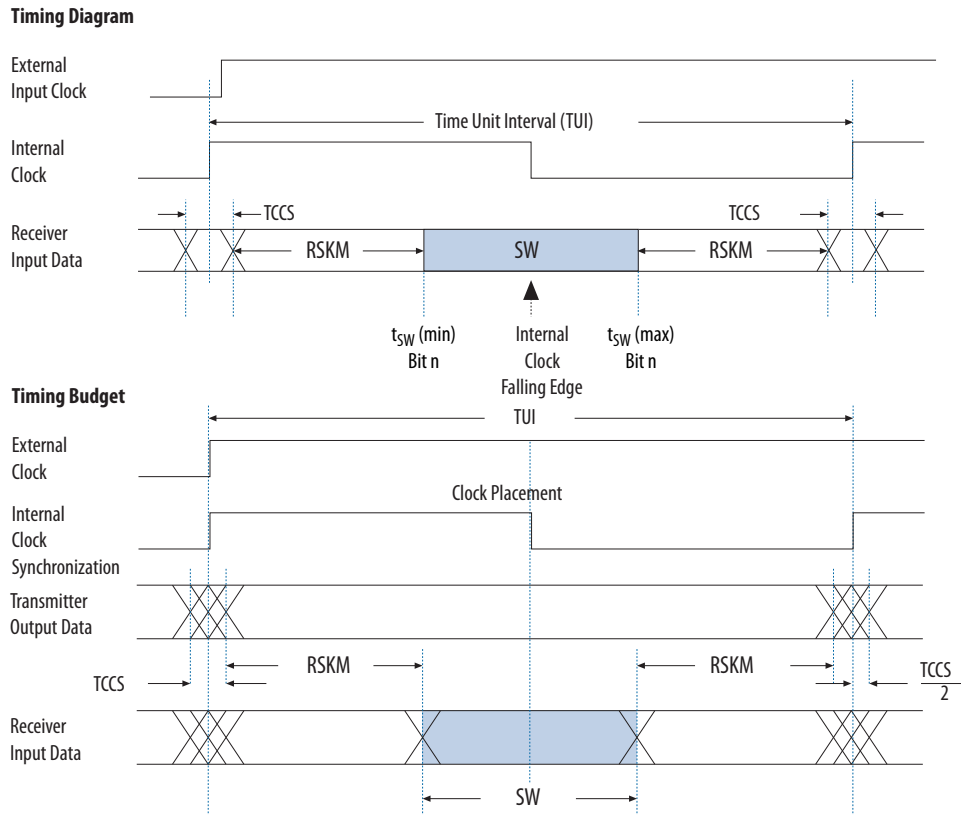 Timing Diagram
External
Input Clock
Time Unit Interval (TUI)
Internal
Clock
TCCS
TCCS
Receiver
Input Data
RSKM
SW
RSKM
tSW (min)
Bit n
Internal
Clock
Falling Edge
tSW (max)
Bit n
Timing Budget
TUI
External
Clock
Clock Placement
Internal
Clock
Synchronization
Transmitter
Output Data
RSKM
RSKM
TCCS
TCCS
2
Receiver
Input Data
SW